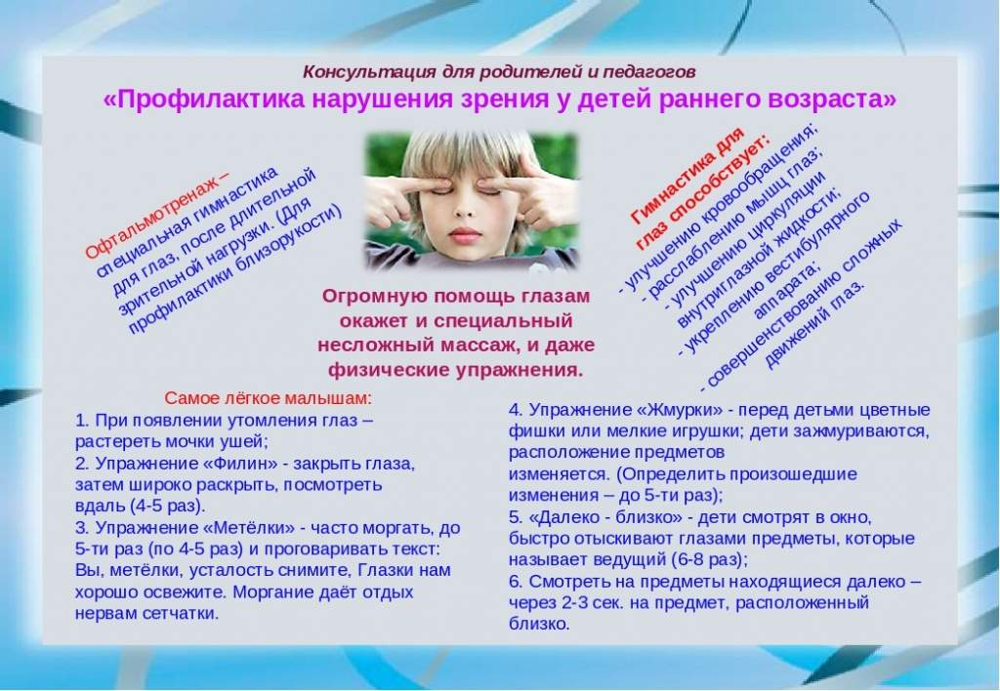 Консультация для родителей и педагогов
«Профилактика нарушения зрения у детей раннего возраста»
Офтальмотренаж –
специальная гимнастика
для глаз, после длительной
зрительной нагрузки. (Для
профилактики близорукости)
Гимнастика для
глаз способствует:
- улучшению кровообращения;
- расслаблению мышц глаз;
- улучшению циркуляции
внутриглазной жидкости;
- укреплению вестибулярного
аппарата;
- совершенствованию сложных
движений глаз.
Огромную помощь глазам
окажет и специальный
несложный массаж, и даже
физические упражнения.
Самое лёгкое малышам:
1. При появлении утомления глаз –
растереть мочки ушей;
2. Упражнение «Филин» - закрыть глаза,
затем широко раскрыть, посмотреть
вдаль (4-5 раз).
3. Упражнение «Метёлки» - часто моргать, до
5-ти раз (по 4-5 раз) и проговаривать текст:
Вы, метёлки, усталость снимите, Глазки нам
хорошо освежите. Моргание даёт отдых
нервам сетчатки.
4. Упражнение «Жмурки» - перед детьми цветные
фишки или мелкие игрушки; дети зажмуриваются,
расположение предметов
изменяется. (Определить произошедшие
изменения – до 5-ти раз);
5. «Далеко - близко» - дети смотрят в окно,
быстро отыскивают глазами предметы, которые
называет ведущий (6-8 раз);
6. Смотреть на предметы находящиеся далеко –
через 2-3 сек. на предмет, расположенный
близко.